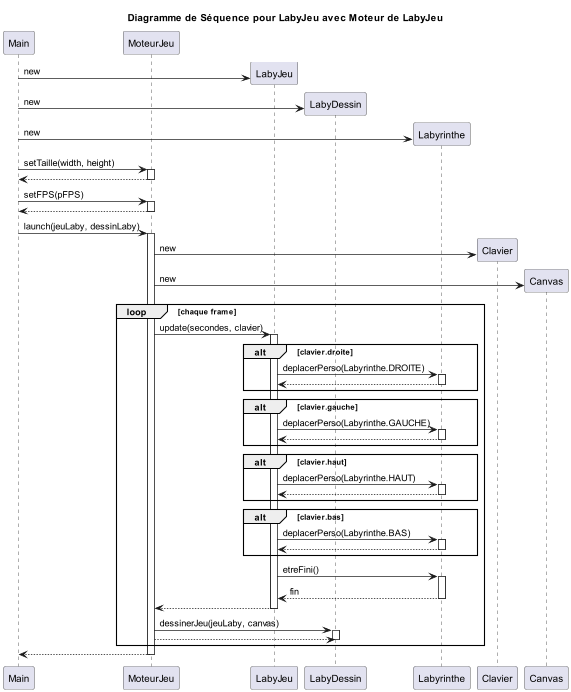 Diagramme de Séquence pour LabyJeu avec Moteur de LabyJeu
Main
MoteurJeu
new
LabyJeu
new
LabyDessin
new
Labyrinthe
setTaille(width, height)
setFPS(pFPS)
launch(jeuLaby, dessinLaby)
new
Clavier
new
Canvas
loop [chaque frame]
update(secondes, clavier)
alt [clavier.droite]
deplacerPerso(Labyrinthe.DROITE)
alt [clavier.gauche]
deplacerPerso(Labyrinthe.GAUCHE)
alt [clavier.haut]
deplacerPerso(Labyrinthe.HAUT)
alt [clavier.bas]
deplacerPerso(Labyrinthe.BAS)
etreFini()
fin
dessinerJeu(jeuLaby, canvas)
Main MoteurJeu LabyJeu LabyDessin Labyrinthe Clavier Canvas